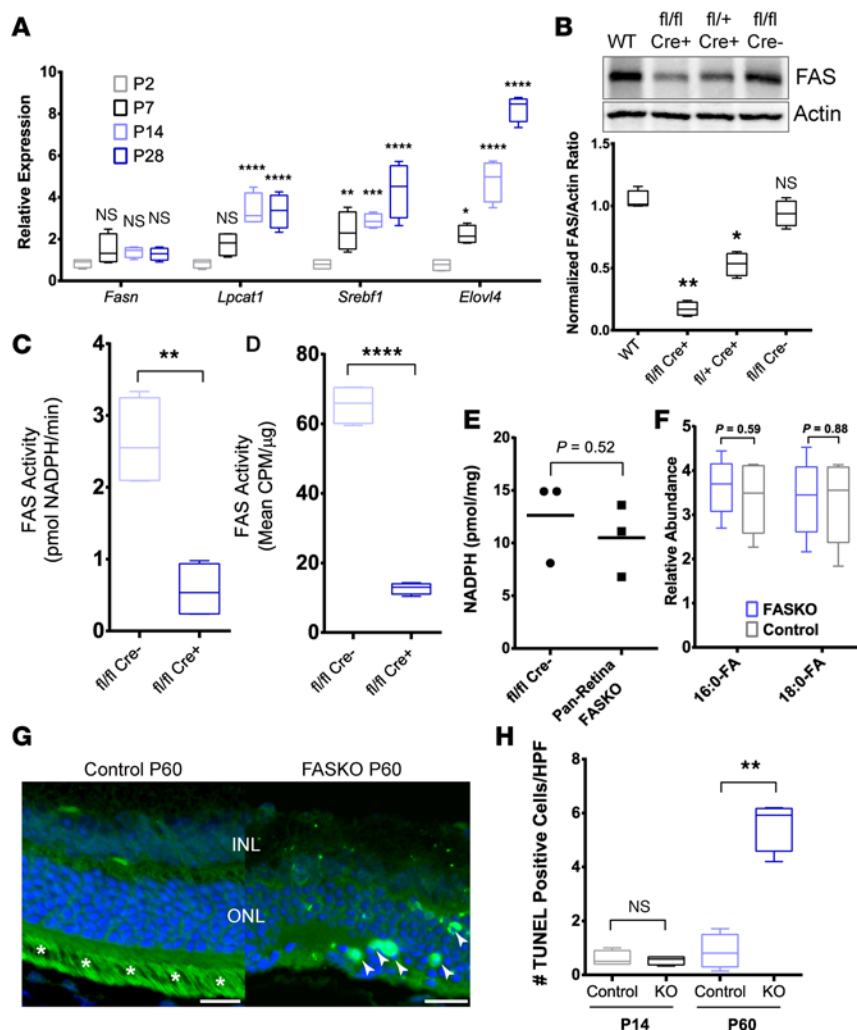 A
P2
P7
P14
P28
10
8
6
4
2
0
Relative Expression
NS
NS NS
NS
****
****
**
***
****
*
****
****
Fasn
Lpcat1
Srebf1
Elovl4
B
WT
fl/fl Cre+
fl/+ Cre+
fl/fl Cre-
FAS
Actin
Normalized FAS/Actin Ratio
1.5
1.0
0.5
0.0
**
*
NS
WT
fl/fl Cre+
fl/+ Cre+
fl/fl Cre-
C
FAS Activity
(pmol NADPH/min)
4
3
2
1
0
**
fl/fl Cre-
fl/fl Cre+
D
FAS Activity
(Mean CPM/µg)
80
60
40
20
0
****
fl/fl Cre-
fl/fl Cre+
E
NADPH (pmol/mg)
20
15
10
5
0
P = 0.52
fl/fl Cre-
Pan-Retina
FASKO
F
Relative Abundance
5
4
3
2
1
0
P = 0.59
P = 0.88
FASKO
Control
16:0-FA
18:0-FA
G
Control P60
FASKO P60
INL
ONL
* * * * *
H
# TUNEL Positive Cells/HPF
8
6
4
2
0
NS
**
Control KO Control KO
P14 P60